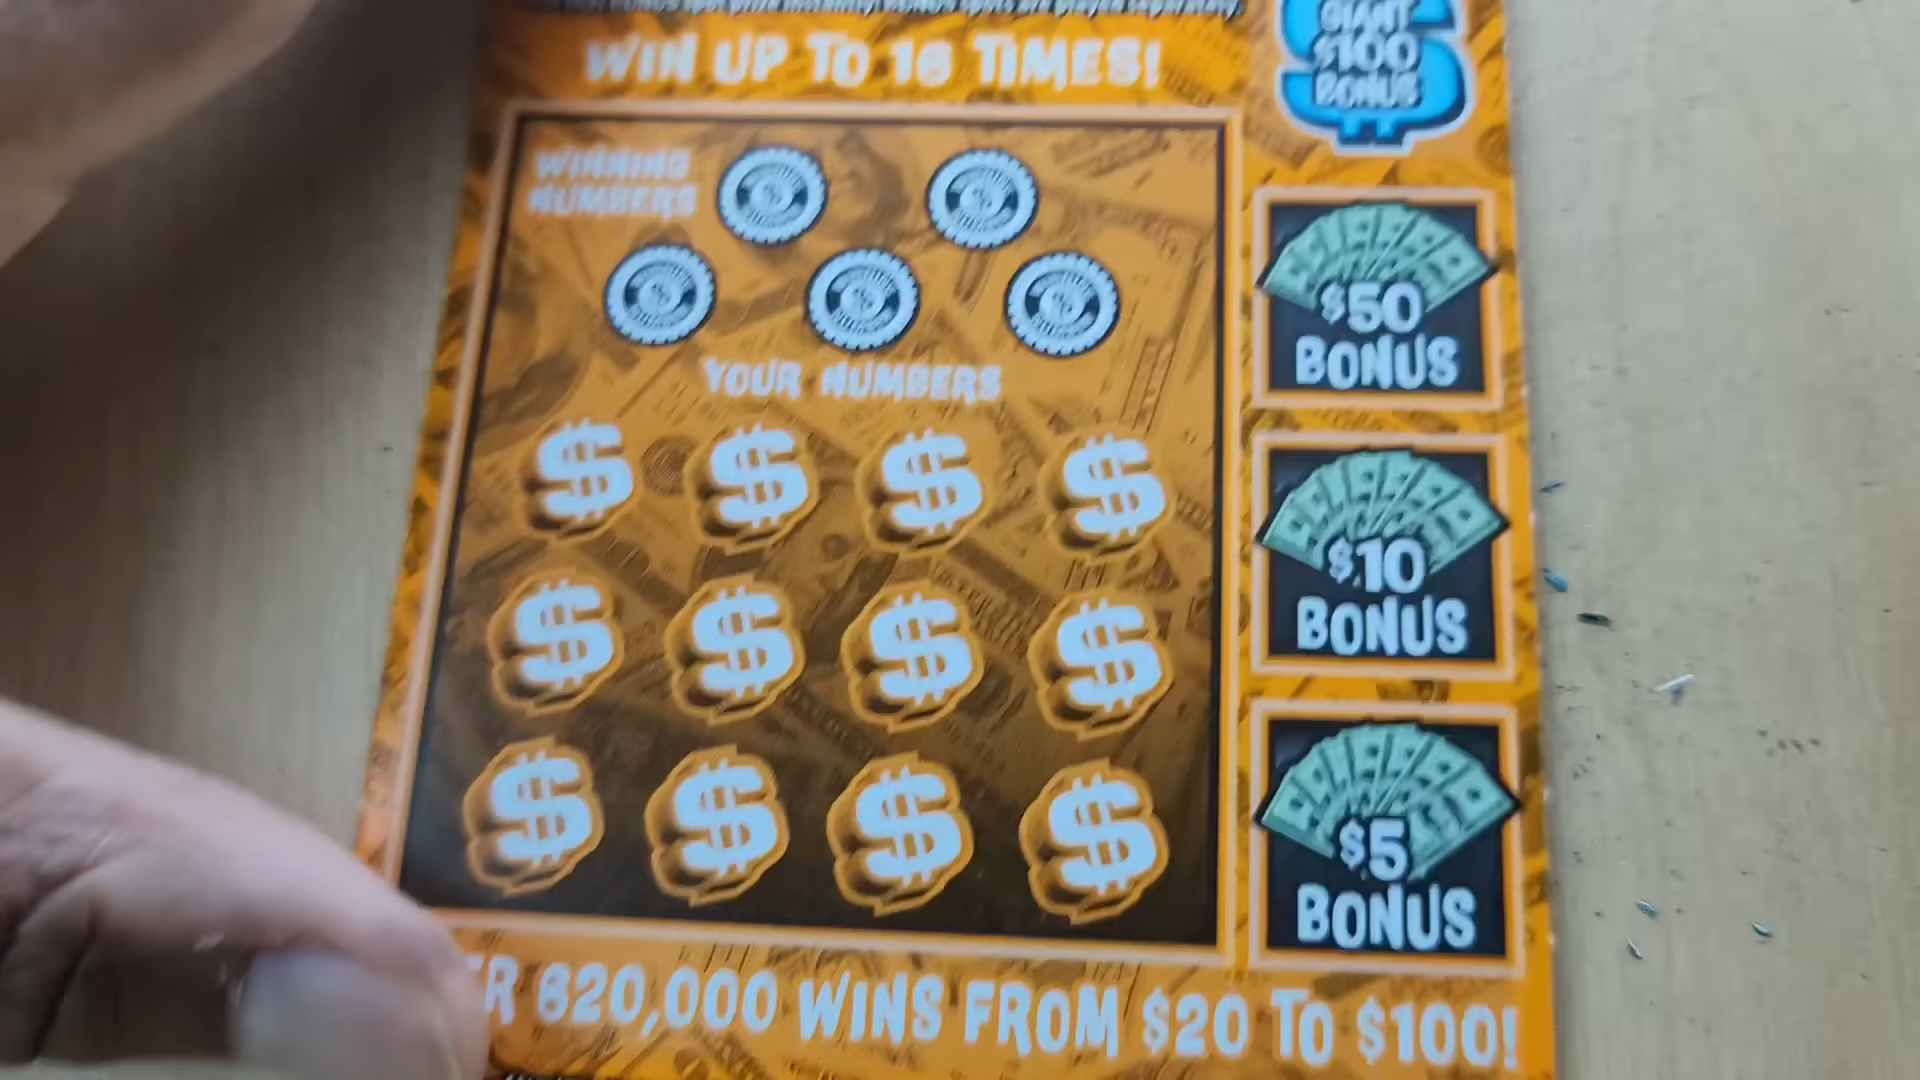 WIN UP TO 16 TIMES!
GIANT
$100
BONUS
WINNING
NUMBERS
YOUR NUMBERS
$50
BONUS
$10
BONUS
$5
BONUS
R 620,000 WINS FROM $20 TO $100!